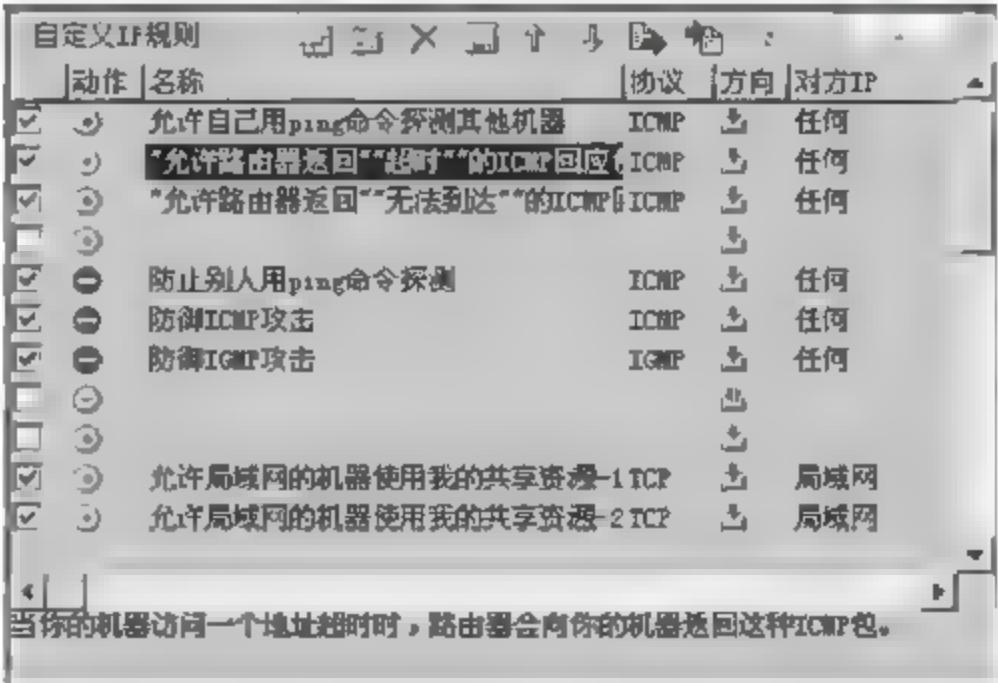 自定义IP规则
动作 名称 协议 方向 对方IP
允许自己用ping命令探测其他机器 ICMP 任何
"允许路由器返回""超时""的ICMP回应 ICMP 任何
"允许路由器返回""无法到达""的ICMP ICMP 任何
防止别人用ping命令探测 ICMP 任何
防御ICMP攻击 ICMP 任何
防御IGMP攻击 IGMP 任何
允许局域网的机器使用我的共享资源-1 TCP 局域网
允许局域网的机器使用我的共享资源-2 TCP 局域网
当你的机器访问一个地址超时时，路由器会向你的机器返回这种ICMP包。